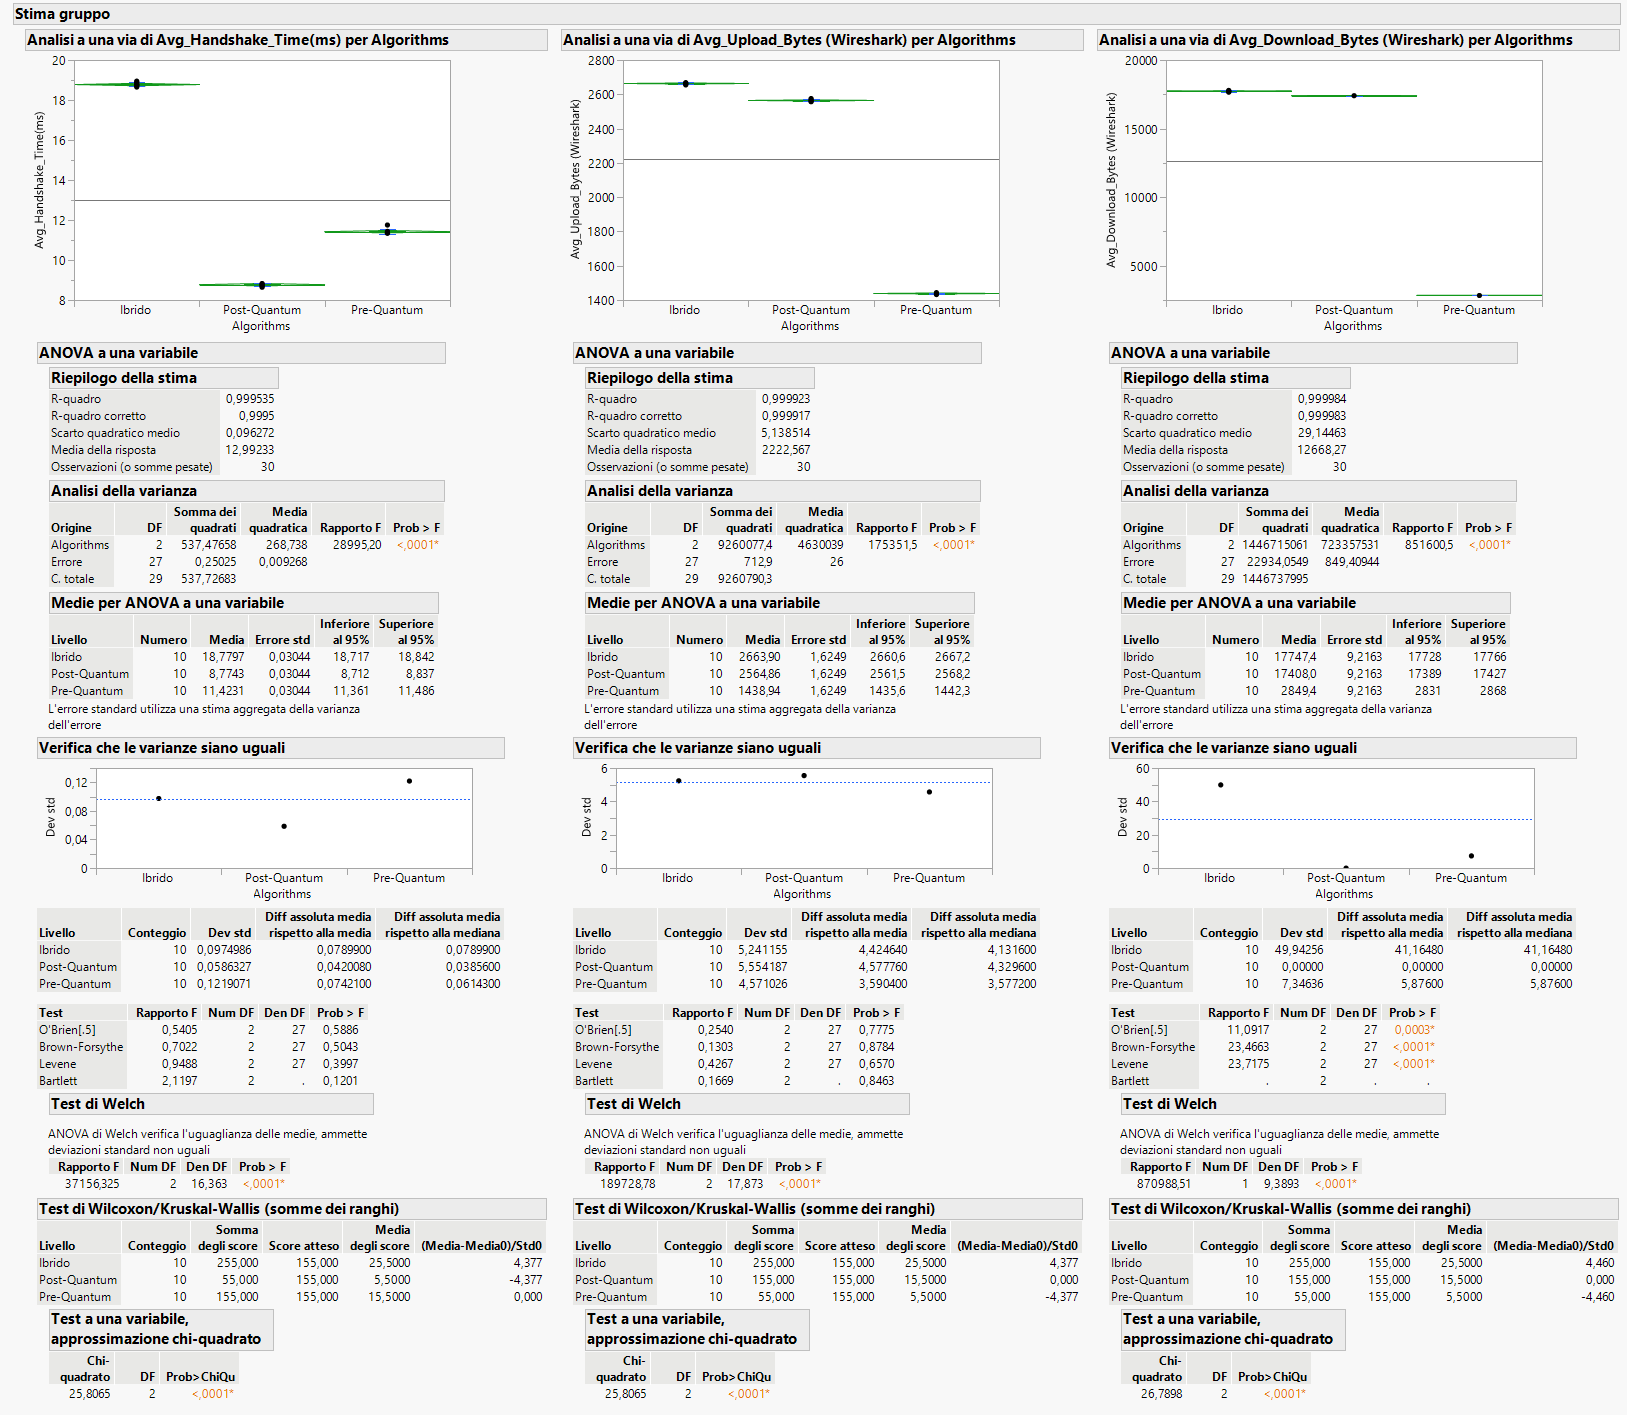 Stima gruppo
Analisi a una via di Avg_Handshake_Time(ms) per Algorithms
Avg_Handshake_Time(ms)
20
18
16
14
12
10
8
Ibrido Post-Quantum Pre-Quantum
Algorithms
ANOVA a una variabile
Riepilogo della stima
R-quadro 0,999535
R-quadro corretto 0,9995
Scarto quadratico medio 0,096272
Media della risposta 12,99233
Osservazioni (o somme pesate) 30
Analisi della varianza
Somma dei Media
Origine DF quadrati quadratica Rapporto F Prob > F
Algorithms 2 537,47658 268,738 28995,20 <,0001*
Errore 27 0,25025 0,009268
C. totale 29 537,72683
Medie per ANOVA a una variabile
Inferiore Superiore
Livello Numero Media Errore std al 95% al 95%
Ibrido 10 18,7797 0,03044 18,717 18,842
Post-Quantum 10 8,7743 0,03044 8,712 8,837
Pre-Quantum 10 11,4231 0,03044 11,361 11,486
L'errore standard utilizza una stima aggregata della varianza
dell'errore
Verifica che le varianze siano uguali
Dev std
0,12
0,08
0,04
0
Ibrido Post-Quantum Pre-Quantum
Algorithms
Diff assoluta media Diff assoluta media
Livello Conteggio Dev std rispetto alla media rispetto alla mediana
Ibrido 10 0,0974986 0,0789900 0,0789900
Post-Quantum 10 0,0586327 0,0420080 0,0385600
Pre-Quantum 10 0,1219071 0,0742100 0,0614300
Test Rapporto F Num DF Den DF Prob > F
O'Brien[.5] 0,5405 2 27 0,5886
Brown-Forsythe 0,7022 2 27 0,5043
Levene 0,9488 2 27 0,3997
Bartlett 2,1197 2 . 0,1201
Test di Welch
ANOVA di Welch verifica l'uguaglianza delle medie, ammette
deviazioni standard non uguali
Rapporto F Num DF Den DF Prob > F
37156,325 2 16,363 <,0001*
Test di Wilcoxon/Kruskal-Wallis (somme dei ranghi)
Somma Media
Livello Conteggio degli score Score atteso degli score (Media-Media0)/Std0
Ibrido 10 255,000 155,000 25,5000 4,377
Post-Quantum 10 55,000 155,000 5,5000 -4,377
Pre-Quantum 10 155,000 155,000 15,5000 0,000
Test a una variabile,
approssimazione chi-quadrato
Chi-
quadrato DF Prob>ChiQu
25,8065 2 <,0001*
Analisi a una via di Avg_Upload_Bytes (Wireshark) per Algorithms
Avg_Upload_Bytes (Wireshark)
2800
2600
2400
2200
2000
1800
1600
1400
Ibrido Post-Quantum Pre-Quantum
Algorithms
ANOVA a una variabile
Riepilogo della stima
R-quadro 0,999923
R-quadro corretto 0,999917
Scarto quadratico medio 5,138514
Media della risposta 2222,567
Osservazioni (o somme pesate) 30
Analisi della varianza
Somma dei Media
Origine DF quadrati quadratica Rapporto F Prob > F
Algorithms 2 9260077,4 4630039 175351,5 <,0001*
Errore 27 712,9 26
C. totale 29 9260790,3
Medie per ANOVA a una variabile
Inferiore Superiore
Livello Numero Media Errore std al 95% al 95%
Ibrido 10 2663,90 1,6249 2660,6 2667,2
Post-Quantum 10 2564,86 1,6249 2561,5 2568,2
Pre-Quantum 10 1438,94 1,6249 1435,6 1442,3
L'errore standard utilizza una stima aggregata della varianza
dell'errore
Verifica che le varianze siano uguali
Dev std
6
4
2
0
Ibrido Post-Quantum Pre-Quantum
Algorithms
Diff assoluta media Diff assoluta media
Livello Conteggio Dev std rispetto alla media rispetto alla mediana
Ibrido 10 5,241155 4,424640 4,131600
Post-Quantum 10 5,554187 4,577760 4,329600
Pre-Quantum 10 4,571026 3,590400 3,577200
Test Rapporto F Num DF Den DF Prob > F
O'Brien[.5] 0,2540 2 27 0,7775
Brown-Forsythe 0,1303 2 27 0,8784
Levene 0,4267 2 27 0,6570
Bartlett 0,1669 2 . 0,8463
Test di Welch
ANOVA di Welch verifica l'uguaglianza delle medie, ammette
deviazioni standard non uguali
Rapporto F Num DF Den DF Prob > F
189728,78 2 17,873 <,0001*
Test di Wilcoxon/Kruskal-Wallis (somme dei ranghi)
Somma Media
Livello Conteggio degli score Score atteso degli score (Media-Media0)/Std0
Ibrido 10 255,000 155,000 25,5000 4,377
Post-Quantum 10 155,000 155,000 15,5000 0,000
Pre-Quantum 10 55,000 155,000 5,5000 -4,377
Test a una variabile,
approssimazione chi-quadrato
Chi-
quadrato DF Prob>ChiQu
25,8065 2 <,0001*
Analisi a una via di Avg_Download_Bytes (Wireshark) per Algorithms
Avg_Download_Bytes (Wireshark)
20000
15000
10000
5000
Ibrido Post-Quantum Pre-Quantum
Algorithms
ANOVA a una variabile
Riepilogo della stima
R-quadro 0,999984
R-quadro corretto 0,999983
Scarto quadratico medio 29,14463
Media della risposta 12668,27
Osservazioni (o somme pesate) 30
Analisi della varianza
Somma dei Media
Origine DF quadrati quadratica Rapporto F Prob > F
Algorithms 2 1446715061 723357531 851600,5 <,0001*
Errore 27 22934,0549 849,40944
C. totale 29 1446737995
Medie per ANOVA a una variabile
Inferiore Superiore
Livello Numero Media Errore std al 95% al 95%
Ibrido 10 17747,4 9,2163 17728 17766
Post-Quantum 10 17408,0 9,2163 17389 17427
Pre-Quantum 10 2849,4 9,2163 2831 2868
L'errore standard utilizza una stima aggregata della varianza
dell'errore
Verifica che le varianze siano uguali
Dev std
60
40
20
0
Ibrido Post-Quantum Pre-Quantum
Algorithms
Diff assoluta media Diff assoluta media
Livello Conteggio Dev std rispetto alla media rispetto alla mediana
Ibrido 10 49,94256 41,16480 41,16480
Post-Quantum 10 0,00000 0,00000 0,00000
Pre-Quantum 10 7,34636 5,87600 5,87600
Test Rapporto F Num DF Den DF Prob > F
O'Brien[.5] 11,0917 2 27 0,0003*
Brown-Forsythe 23,4663 2 27 <,0001*
Levene 23,7175 2 27 <,0001*
Bartlett . 2 . .
Test di Welch
ANOVA di Welch verifica l'uguaglianza delle medie, ammette
deviazioni standard non uguali
Rapporto F Num DF Den DF Prob > F
870988,51 1 9,3893 <,0001*
Test di Wilcoxon/Kruskal-Wallis (somme dei ranghi)
Somma Media
Livello Conteggio degli score Score atteso degli score (Media-Media0)/Std0
Ibrido 10 255,000 155,000 25,5000 4,460
Post-Quantum 10 155,000 155,000 15,5000 0,000
Pre-Quantum 10 55,000 155,000 5,5000 -4,460
Test a una variabile,
approssimazione chi-quadrato
Chi-
quadrato DF Prob>ChiQu
26,7898 2 <,0001*